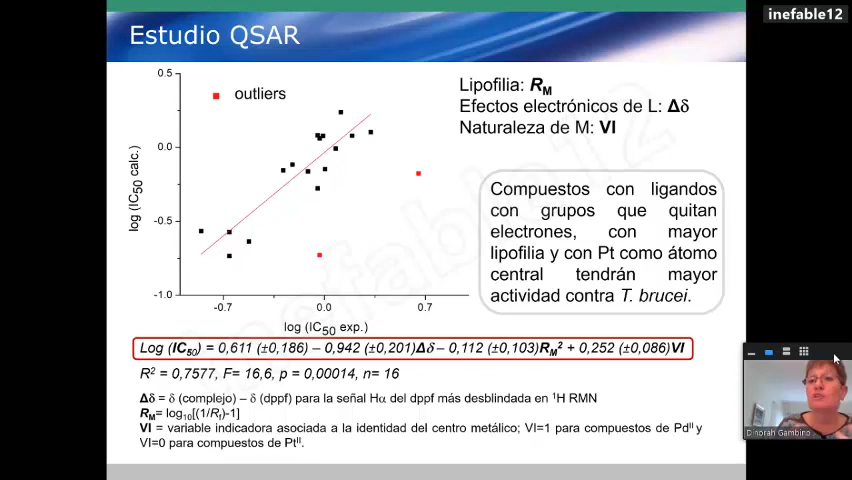 inefable12
Estudio QSAR
0.5
0.0
-0.5
-1.0
-0.7
0.0
0.7
log (IC50 calc.)
log (IC50 exp.)
outliers
Lipofilia: RM
Efectos electrónicos de L: Δδ
Naturaleza de M: VI
Compuestos con ligandos
con grupos que quitan
electrones, con mayor
lipofilia y con Pt como átomo
central tendrán mayor
actividad contra T. brucei.
Log (IC50) = 0,611 (±0,186) – 0,942 (±0,201)Δδ – 0,112 (±0,103)RM² + 0,252 (±0,086)VI
R² = 0,7577, F= 16,6, p = 0,00014, n= 16
Δδ = δ (complejo) – δ (dppf) para la señal Hα del dppf más desblindada en ¹H RMN
RM= log10[(1/Rf)-1]
VI = variable indicadora asociada a la identidad del centro metálico; VI=1 para compuestos de PdII y
VI=0 para compuestos de PtII.
Dinorah Gambino